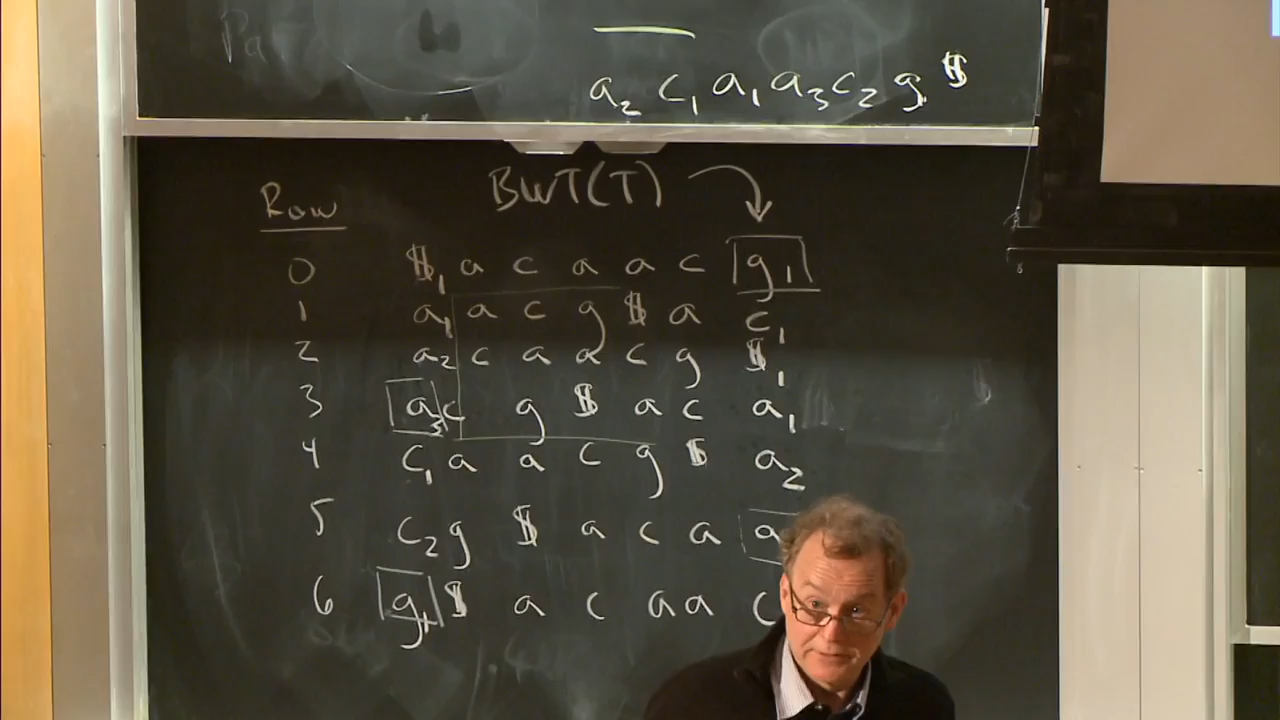 a₂ c₁ a₁ a₃ c₂ g $
BWT(T)
Row
0 $₁ a c a a c g₁
1 a₁ a c g $ a c₁
2 a₂ c a a c g $₁
3 a₃ c g $ a c a₁
4 c₁ a a c g $ a₂
5 c₂ g $ a c a a
6 g₁ $ a c a a c